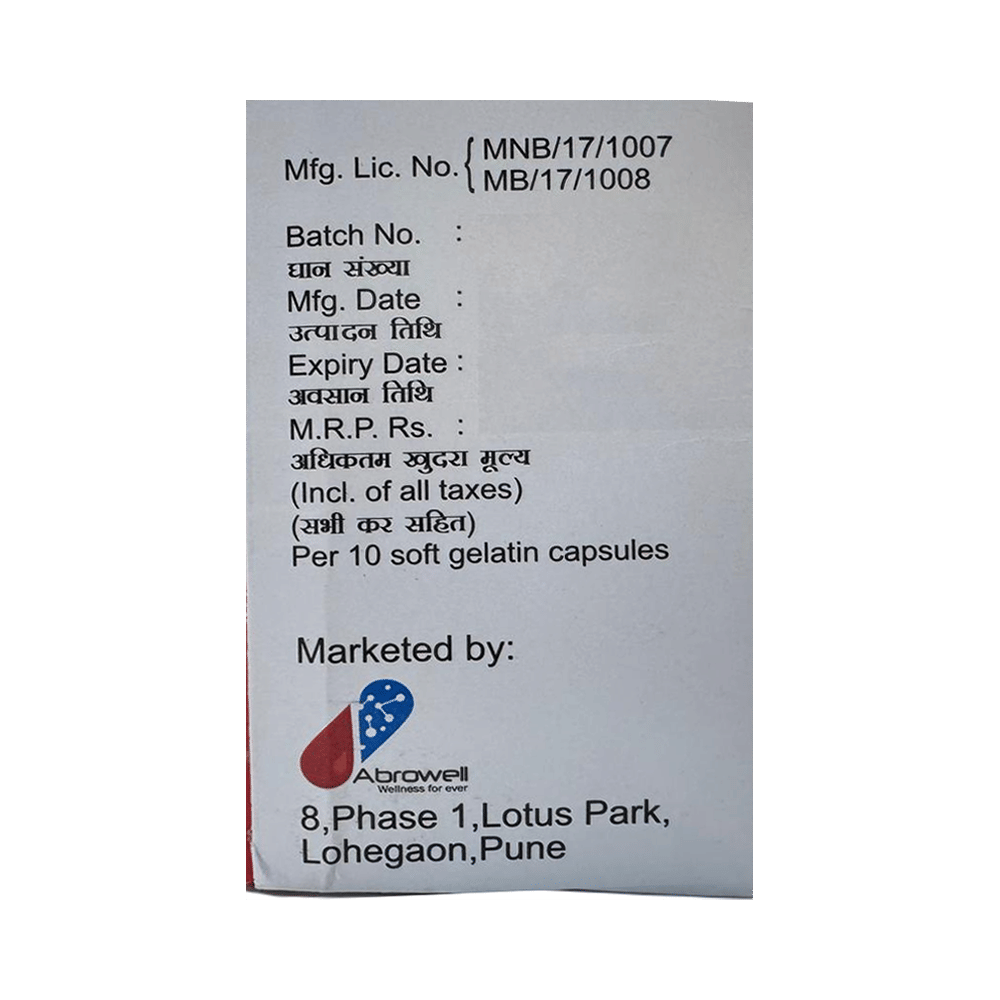 Mfg. Lic. No. { MNB/17/1007
MB/17/1008
Batch No. :
घान संख्या
Mfg. Date :
उत्पादन तिथि
Expiry Date :
अवसान तिथि
M.R.P. Rs. :
अधिकतम खुदरा मूल्य
(Incl. of all taxes)
(सभी कर सहित)
Per 10 soft gelatin capsules
Marketed by:
Abrowell
Wellness for ever
8,Phase 1,Lotus Park,
Lohegaon,Pune